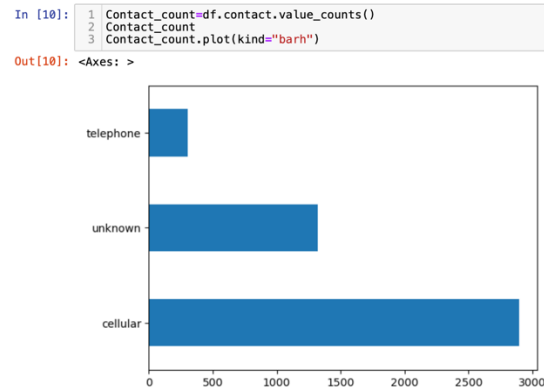 In [10]:
1 Contact_count=df.contact.value_counts()
2 Contact_count
3 Contact_count.plot(kind="barh")
Out[10]: <Axes: >
telephone
unknown
cellular
0 500 1000 1500 2000 2500 3000